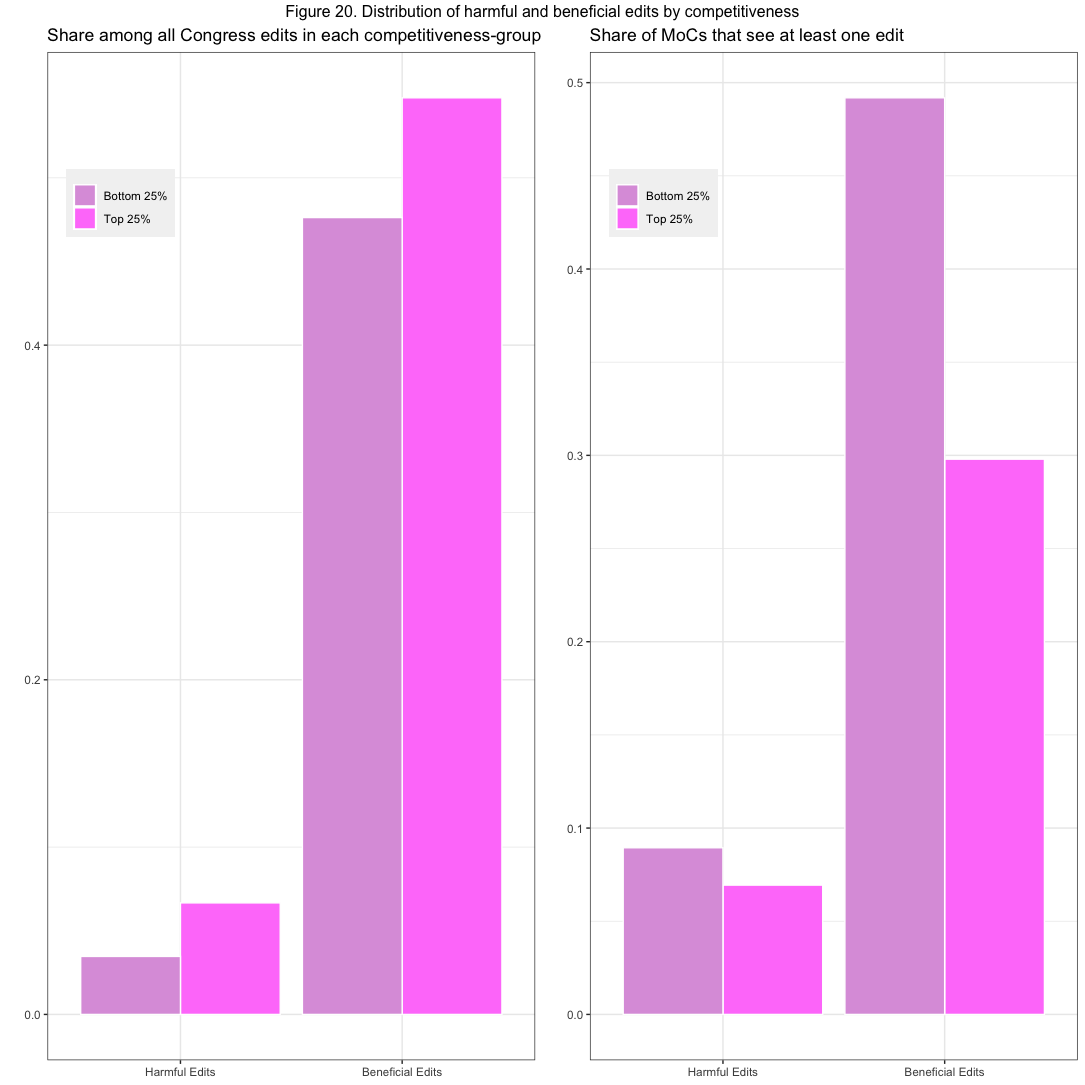 Figure 20. Distribution of harmful and beneficial edits by competitiveness
Share among all Congress edits in each competitiveness-group
Bottom 25%
Top 25%
0.4
0.2
0.0
Harmful Edits
Beneficial Edits
Share of MoCs that see at least one edit
0.5
Bottom 25%
Top 25%
0.4
0.3
0.2
0.1
0.0
Harmful Edits
Beneficial Edits